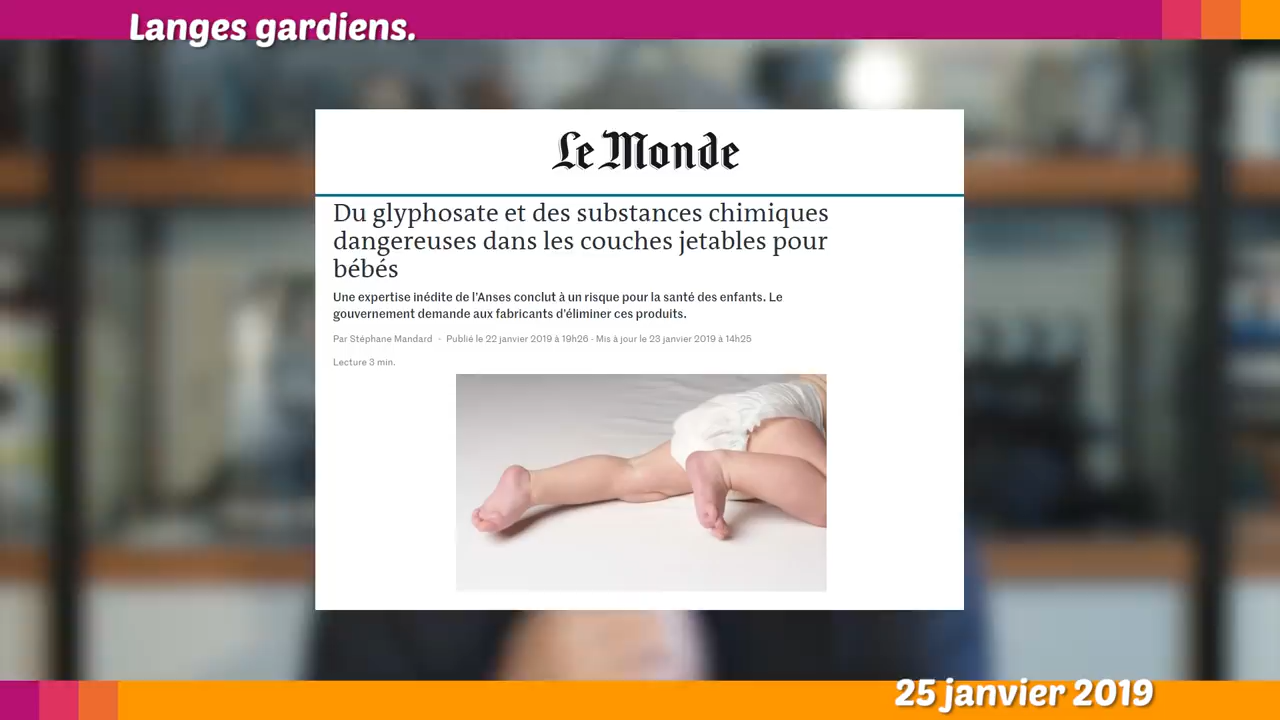 Langes gardiens.
Le Monde
Du glyphosate et des substances chimiques
dangereuses dans les couches jetables pour
bébés
Une expertise inédite de l'Anses conclut à un risque pour la santé des enfants. Le
gouvernement demande aux fabricants d'éliminer ces produits.
Par Stéphane Mandard - Publié le 22 janvier 2019 à 19h26 - Mis à jour le 23 janvier 2019 à 14h25
Lecture 3 min.
25 janvier 2019